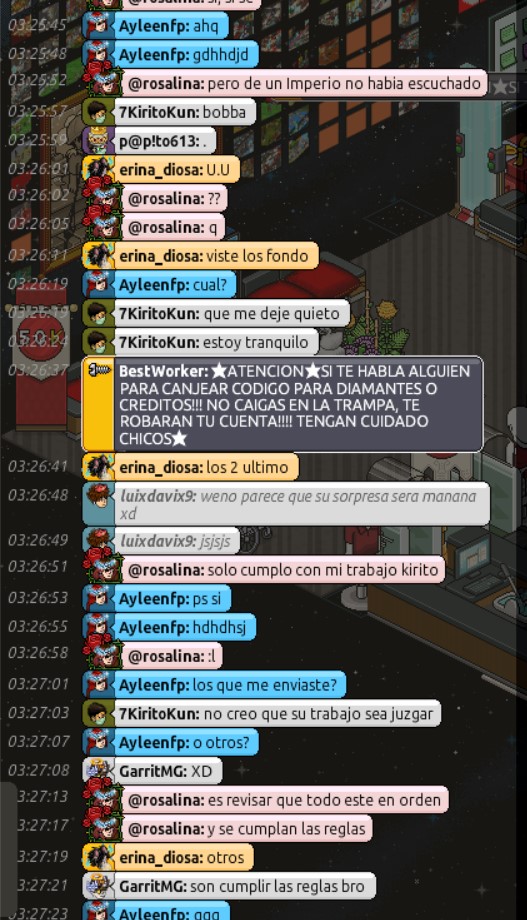 03:25:45 Ayleenfp: ahq
03:25:48 Ayleenfp: gdhhdjd
03:25:52 @rosalina: pero de un Imperio no habia escuchado
03:25:57 7KiritoKun: bobba
03:25:59 p@p!to613: .
03:26:01 erina_diosa: U.U
03:26:02 @rosalina: ??
03:26:05 @rosalina: q
03:26:11 erina_diosa: viste los fondo
03:26:19 Ayleenfp: cual?
03:26:19 7KiritoKun: que me deje quieto
03:26:24 7KiritoKun: estoy tranquilo
03:26:37 BestWorker: ★ATENCION★SI TE HABLA ALGUIEN
PARA CANJEAR CODIGO PARA DIAMANTES O
CREDITOS!!! NO CAIGAS EN LA TRAMPA, TE
ROBARAN TU CUENTA!!!! TENGAN CUIDADO
CHICOS★
03:26:41 erina_diosa: los 2 ultimo
03:26:48 luixdavix9: weno parece que su sorpresa sera manana
xd
03:26:49 luixdavix9: jsjsjs
03:26:51 @rosalina: solo cumplo con mi trabajo kirito
03:26:53 Ayleenfp: ps si
03:26:55 Ayleenfp: hdhdhsj
03:26:58 @rosalina: :l
03:27:01 Ayleenfp: los que me enviaste?
03:27:03 7KiritoKun: no creo que su trabajo sea juzgar
03:27:07 Ayleenfp: o otros?
03:27:08 GarritMG: XD
3:27:13 @rosalina: es revisar que todo este en orden
3:27:17 @rosalina: y se cumplan las reglas
3:27:19 erina_diosa: otros
3:27:21 GarritMG: son cumplir las reglas bro
3:27:23 Ayleenfp: qqq